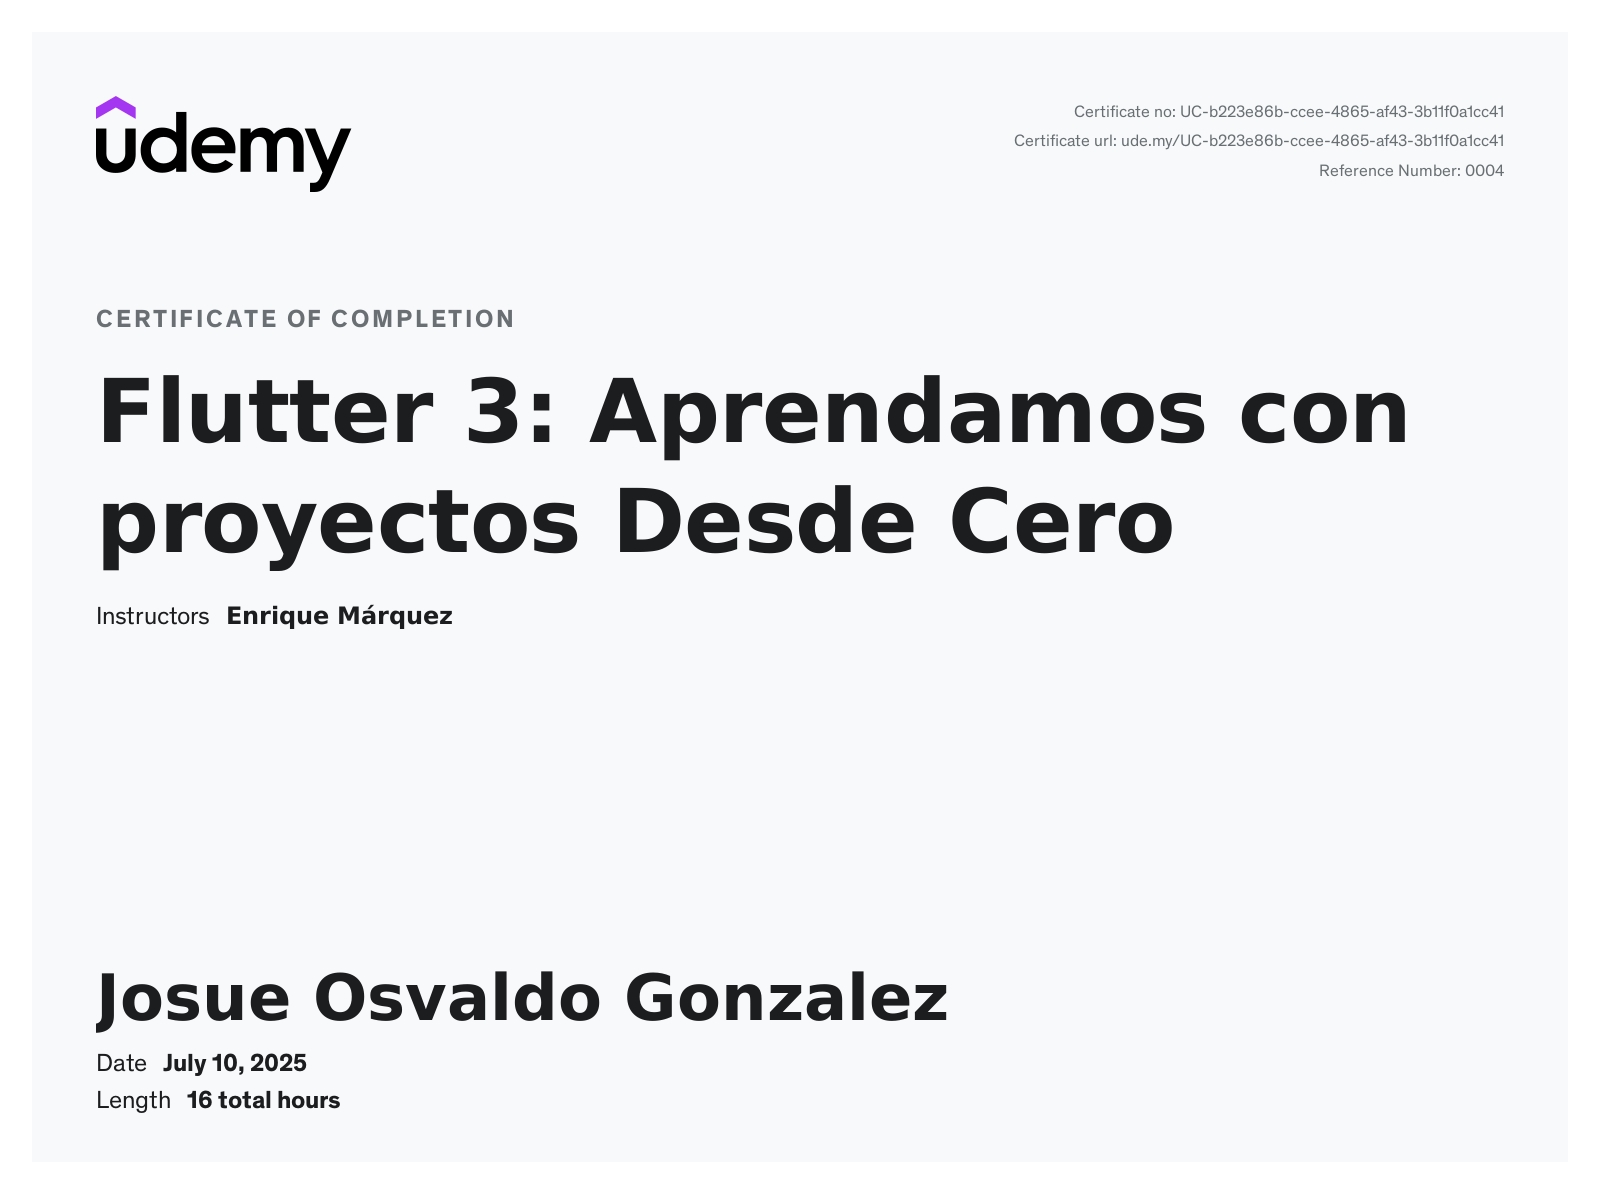 udemy
Certificate no: UC-b223e86b-ccee-4865-af43-3b11f0a1cc41
Certificate url: ude.my/UC-b223e86b-ccee-4865-af43-3b11f0a1cc41
Reference Number: 0004
CERTIFICATE OF COMPLETION
Flutter 3: Aprendamos con
proyectos Desde Cero
Instructors Enrique Márquez
Josue Osvaldo Gonzalez
Date July 10, 2025
Length 16 total hours